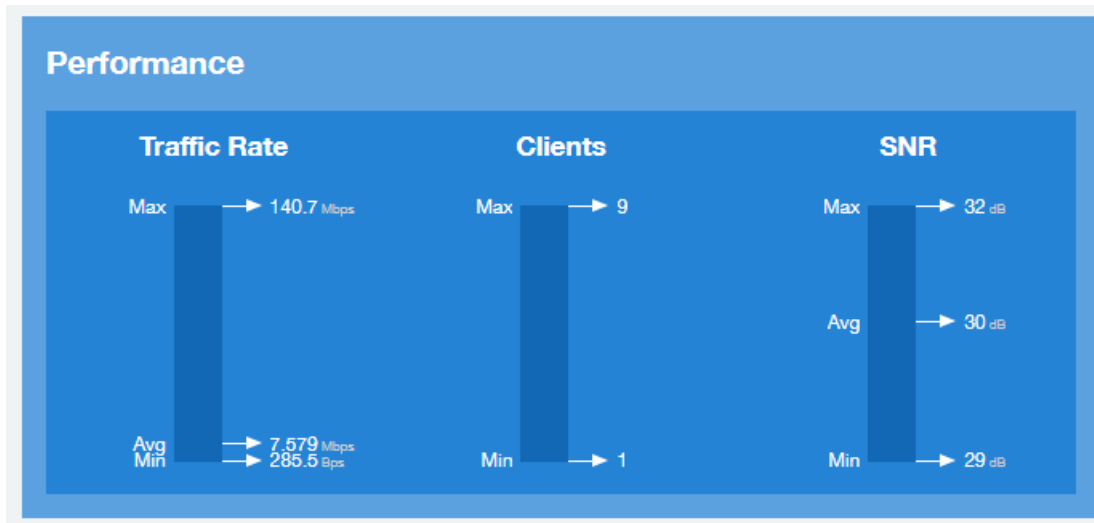 Performance
Traffic Rate
Clients
SNR
Max 140.7 Mbps
Max 9
Max 32 dB
Avg 30 dB
Avg 7.579 Mbps
Min 285.5 Bps
Min 1
Min 29 dB